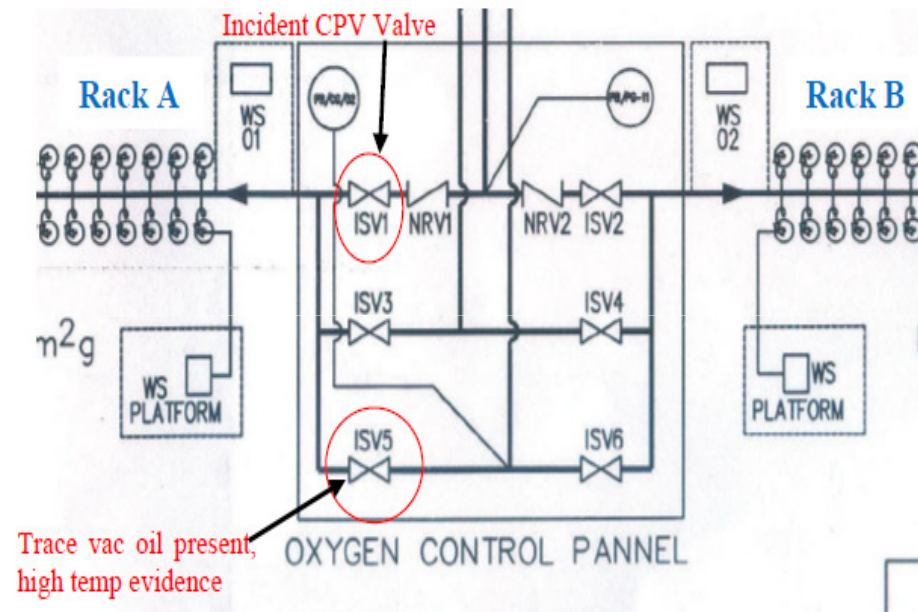 Incident CPV Valve
Rack A
WS
01
WS
02
Rack B
ISV1
NRV1
NRV2
ISV2
ISV3
ISV4
m²g
WS
PLATFORM
WS
PLATFORM
ISV5
ISV6
Trace vac oil present,
high temp evidence
OXYGEN CONTROL PANNEL